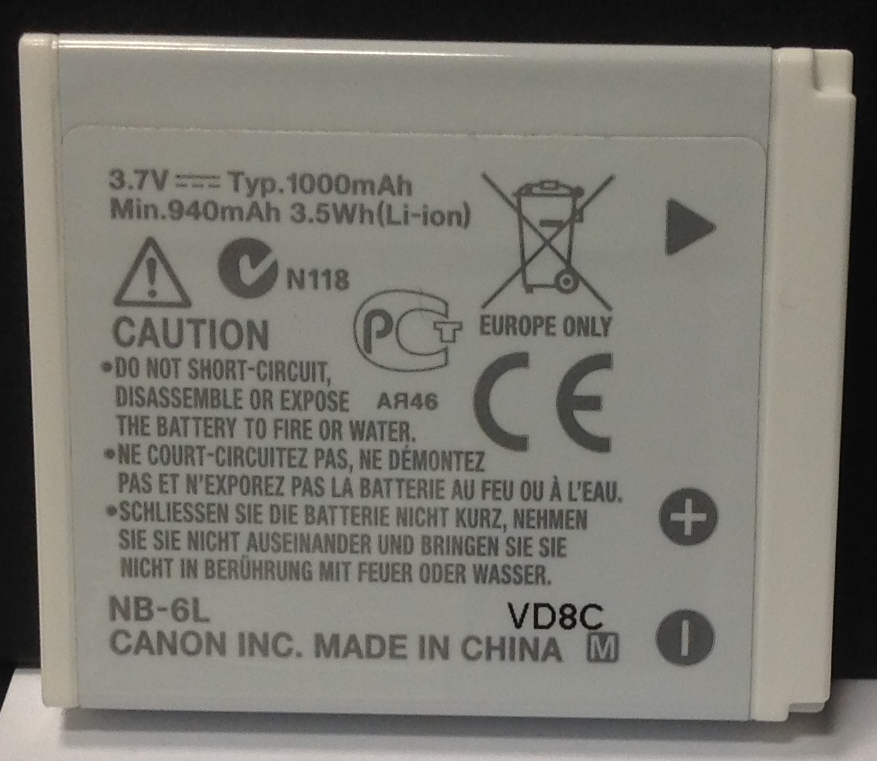 3.7V Typ.1000mAh
Min.940mAh 3.5Wh(Li-ion)
N118
PCT
EUROPE ONLY
CAUTION
•DO NOT SHORT-CIRCUIT,
DISASSEMBLE OR EXPOSE
THE BATTERY TO FIRE OR WATER.
АЯ46
CE
•NE COURT-CIRCUITEZ PAS, NE DÉMONTEZ
PAS ET N'EXPOREZ PAS LA BATTERIE AU FEU OU À L'EAU.
•SCHLIESSEN SIE DIE BATTERIE NICHT KURZ, NEHMEN
SIE SIE NICHT AUSEINANDER UND BRINGEN SIE SIE
NICHT IN BERÜHRUNG MIT FEUER ODER WASSER.
+
NB-6L
VD8C
CANON INC. MADE IN CHINA M